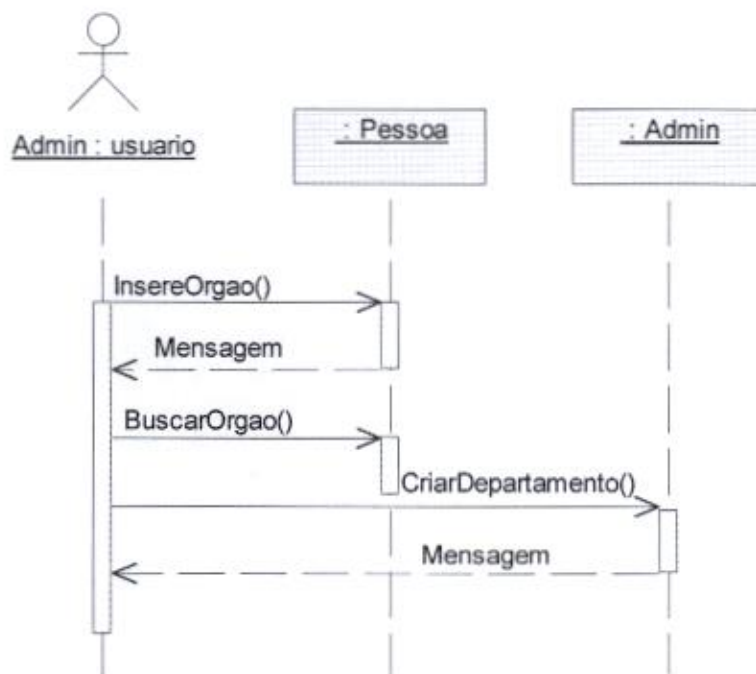 Admin : usuario
: Pessoa
: Admin
InsereOrgao()
Mensagem
BuscarOrgao()
CriarDepartamento()
Mensagem